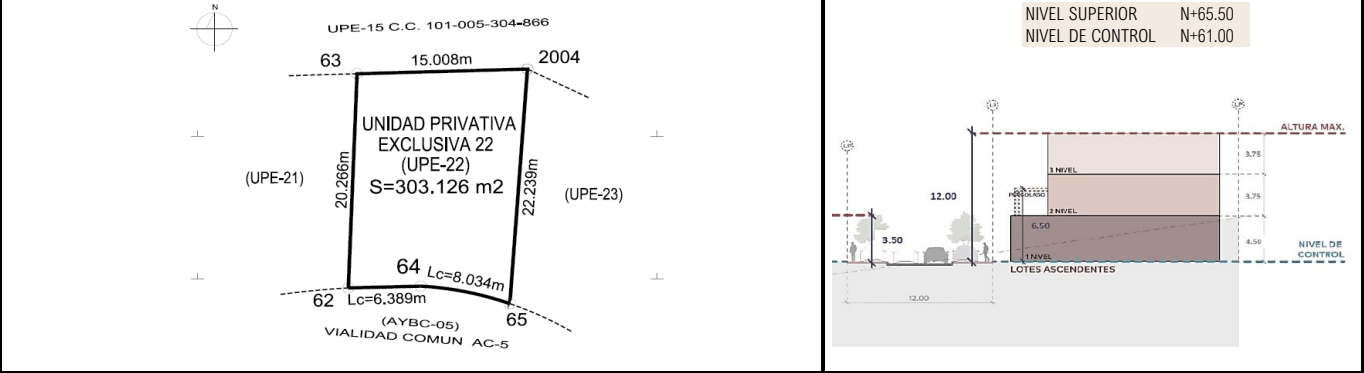 N
UPE-15 C.C. 101-005-304-866
63
15.008m
2004
UNIDAD PRIVATIVA
EXCLUSIVA 22
(UPE-22)
S=303.126 m2
(UPE-21)
20.266m
22.239m
(UPE-23)
64
Lc=8.034m
62
Lc=6.389m
65
(AYBC-05)
VIALIDAD COMUN AC-5
NIVEL SUPERIOR N+65.50
NIVEL DE CONTROL N+61.00
ALTURA MAX.
3.75
3 NIVEL
12.00
PERGOLADO
3.75
2 NIVEL
6.50
3.50
4.50
NIVEL DE
CONTROL
1 NIVEL
LOTES ASCENDENTES
12.00